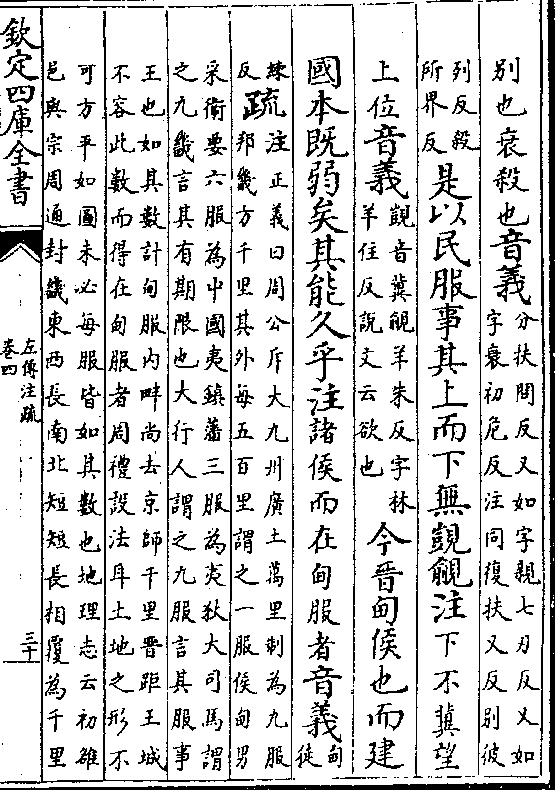 別也衰殺也音義分扶問反又如字親七刃反又如
字衰初危反注同復扶又反別彼
列反殺
所界反
是以民服事其上而下無覬覦注下不冀望
上位音義覬音冀覦羊朱反字林
羊住反說文云欲也
今晉甸侯也而建
國本既弱矣其能久乎注諸侯而在甸服者音義甸
徒
練
反
疏注正義曰周公斥大九州廣土萬里制為九服
邦畿方千里其外每五百里謂之一服侯甸男
采衛要六服為中國夷鎮蕃三服為夷狄大司馬謂
之九畿言其有期限也大行人謂之九服言其服事
王也如其數計甸服內畔尚去京師千里晉距王城
不容此數而得在甸服者周禮設法耳土地之形不
可方平如圖未必每服皆如其數也地理志云初雒
邑與宗周通封畿東西長南北短短長相覆為千里
欽定四庫全書
左傳注疏
卷四
三十